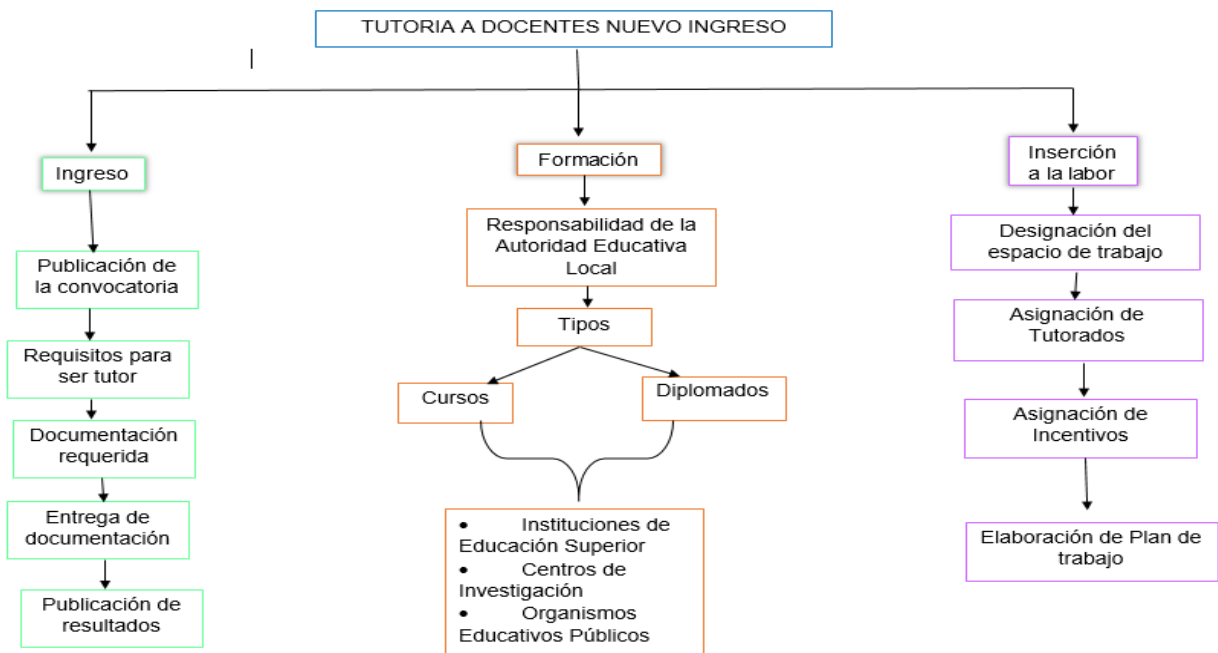 TUTORIA A DOCENTES NUEVO INGRESO
Ingreso
Publicación de
la convocatoria
Requisitos para
ser tutor
Documentación
requerida
Entrega de
documentación
Publicación de
resultados
Formación
Responsabilidad de la
Autoridad Educativa
Local
Tipos
Cursos
Diplomados
• Instituciones de
Educación Superior
• Centros de
Investigación
• Organismos
Educativos Públicos
Inserción
a la labor
Designación del
espacio de trabajo
Asignación de
Tutorados
Asignación de
Incentivos
Elaboración de Plan de
trabajo